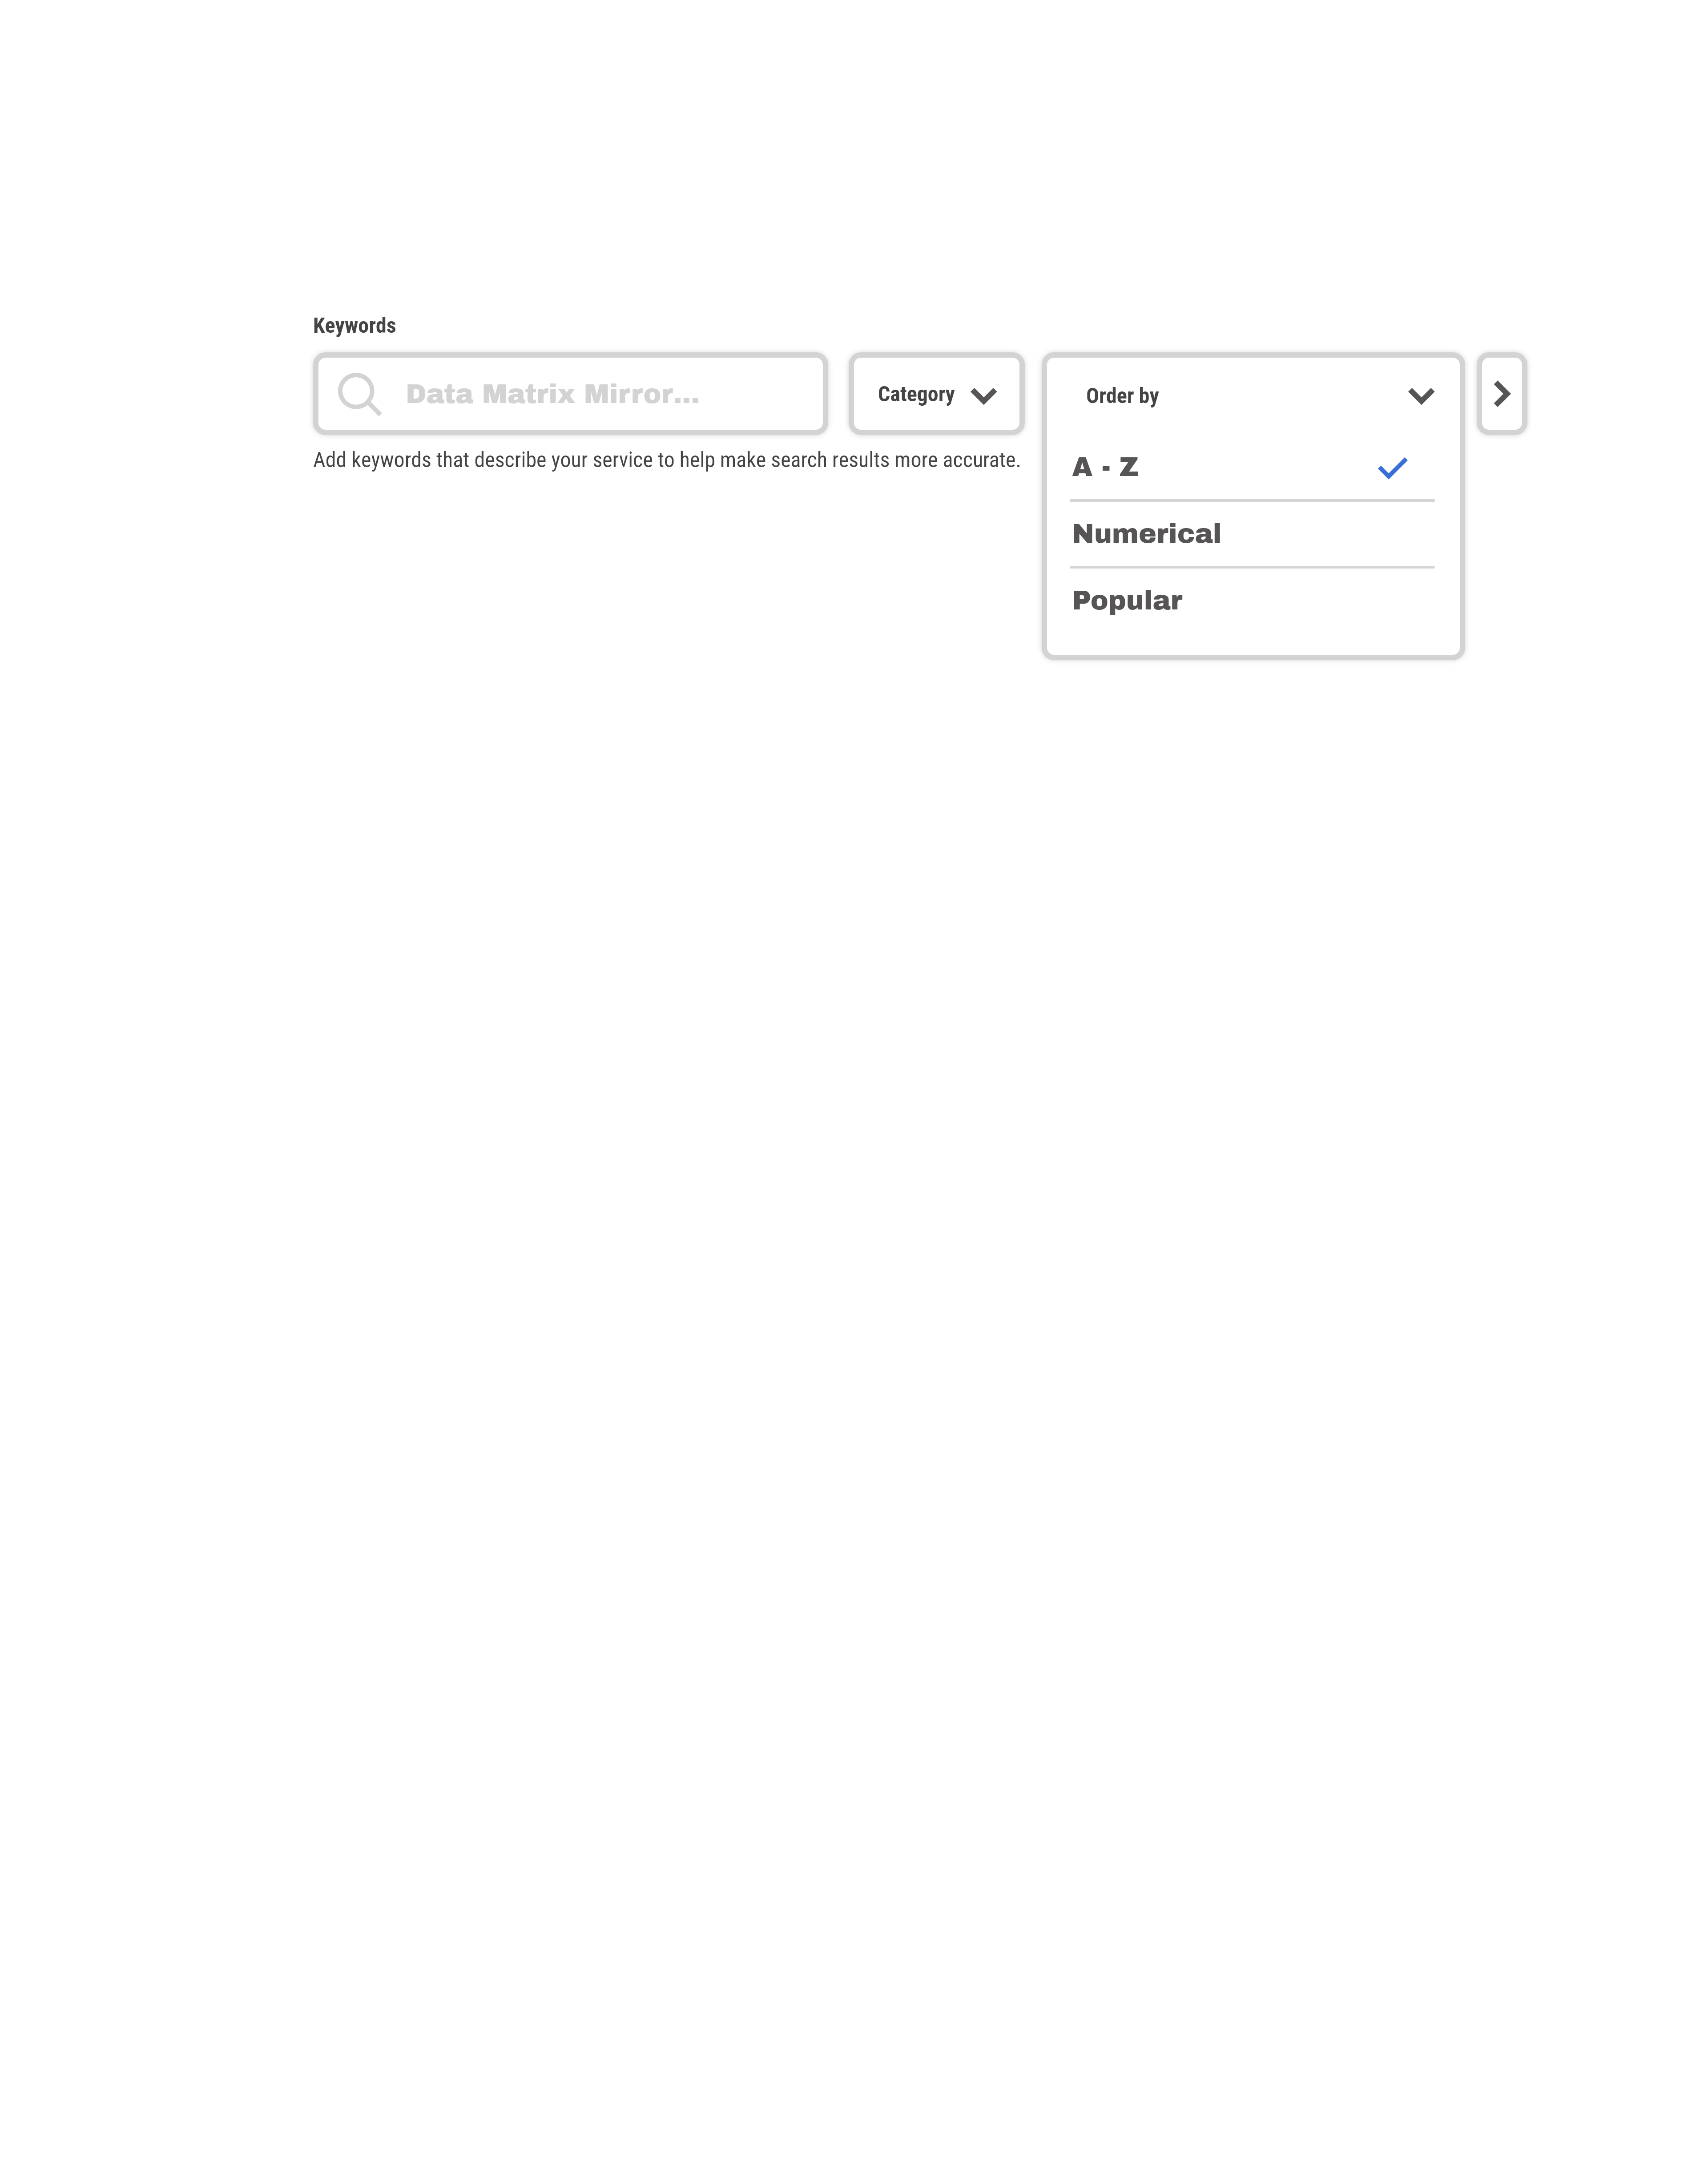 Keywords
Data Matrix Mirror...
Category
Order by
Add keywords that describe your service to help make search results more accurate.
A - Z
Numerical
Popular